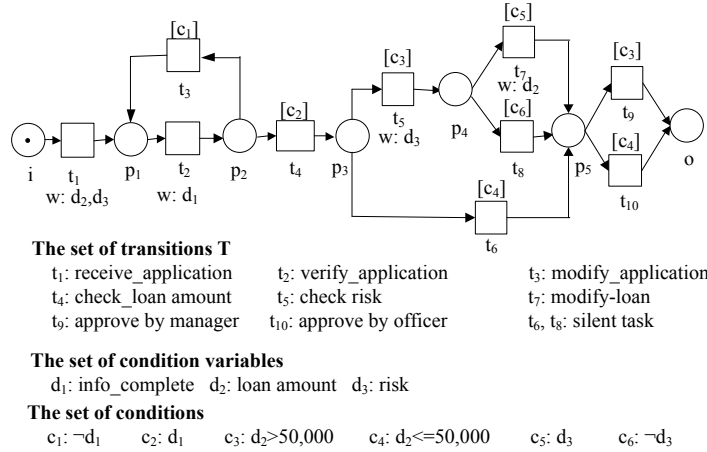 [c₁]
t₃
[c₂]
[c₃]
[c₅]
t₇
w: d₂
[c₆]
[c₃]
t₉
i
t₁
w: d₂,d₃
p₁
t₂
w: d₁
p₂
t₄
p₃
t₅
w: d₃
p₄
t₈
p₅
[c₄]
t₁₀
o
[c₄]
t₆
The set of transitions T
t₁: receive_application t₂: verify_application t₃: modify_application
t₄: check_loan amount t₅: check risk t₇: modify-loan
t₉: approve by manager t₁₀: approve by officer t₆, t₈: silent task
The set of condition variables
d₁: info_complete d₂: loan amount d₃: risk
The set of conditions
c₁: ¬d₁ c₂: d₁ c₃: d₂>50,000 c₄: d₂<=50,000 c₅: d₃ c₆: ¬d₃